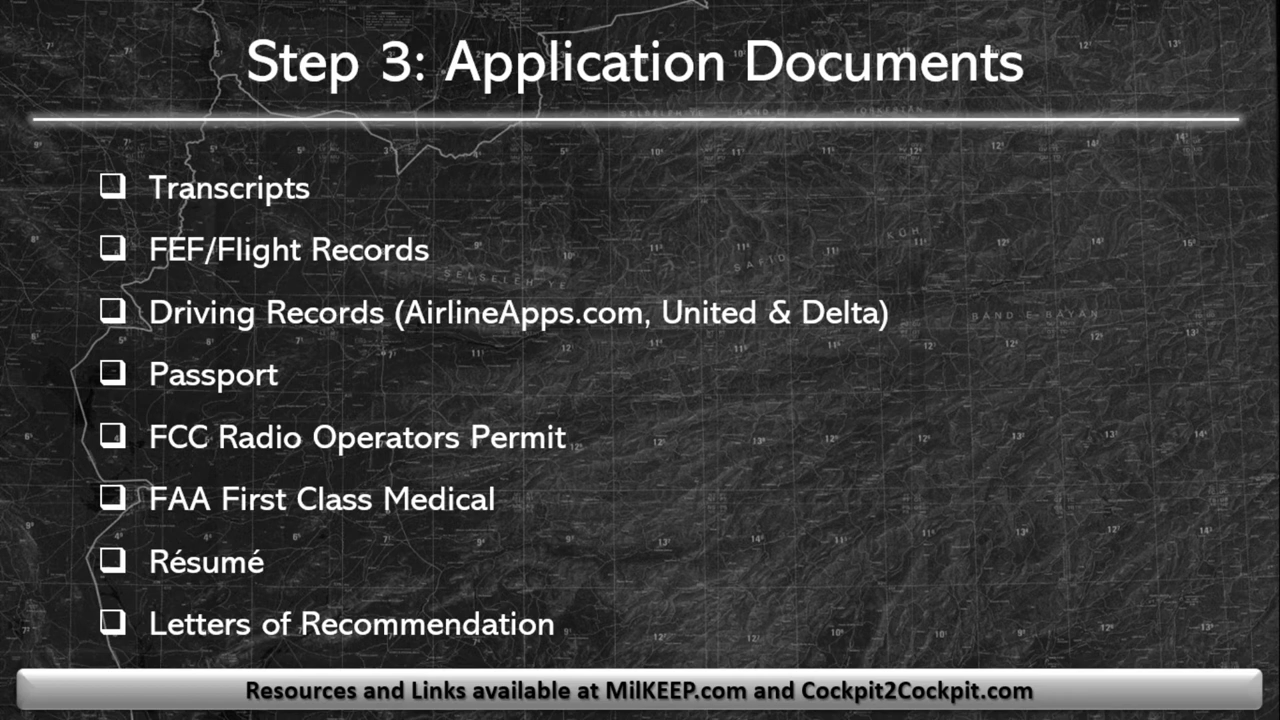 Step 3: Application Documents
Transcripts
FEF/Flight Records
Driving Records (AirlineApps.com, United & Delta)
Passport
FCC Radio Operators Permit
FAA First Class Medical
Résumé
Letters of Recommendation
Resources and Links available at MilKEEP.com and Cockpit2Cockpit.com